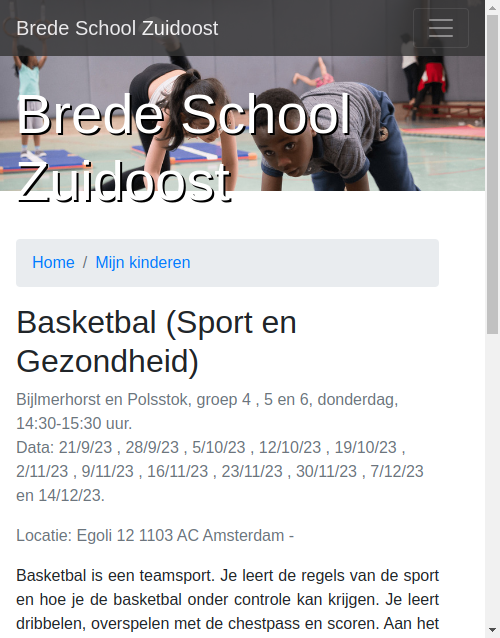 Brede School Zuidoost
Brede School
Zuidoost
Home / Mijn kinderen
Basketbal (Sport en
Gezondheid)
Bijlmerhorst en Polsstok, groep 4 , 5 en 6, donderdag,
14:30-15:30 uur.
Data: 21/9/23 , 28/9/23 , 5/10/23 , 12/10/23 , 19/10/23 ,
2/11/23 , 9/11/23 , 16/11/23 , 23/11/23 , 30/11/23 , 7/12/23
en 14/12/23.
Locatie: Egoli 12 1103 AC Amsterdam -
Basketbal is een teamsport. Je leert de regels van de sport
en hoe je de basketbal onder controle kan krijgen. Je leert
dribbelen, overspelen met de chestpass en scoren. Aan het